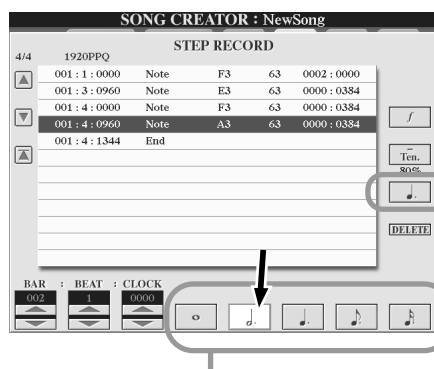 SONG CREATOR : NewSong
STEP RECORD
4/4 1920PPQ
001 : 1 : 0000 Note F3 63 0002 : 0000
001 : 3 : 0960 Note E3 63 0000 : 0384
001 : 4 : 0000 Note F3 63 0000 : 0384
001 : 4 : 0960 Note A3 63 0000 : 0384
001 : 4 : 1344 End
f
Ten.
80%
DELETE
BAR : BEAT : CLOCK
002 1 0000